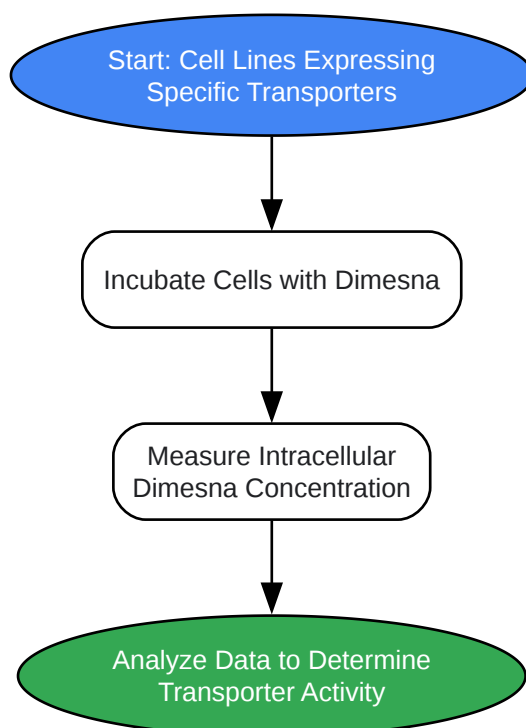 Start: Cell Lines Expressing
Specific Transporters
Incubate Cells with Dimesna
Measure Intracellular
Dimesna Concentration
Analyze Data to Determine
Transporter Activity